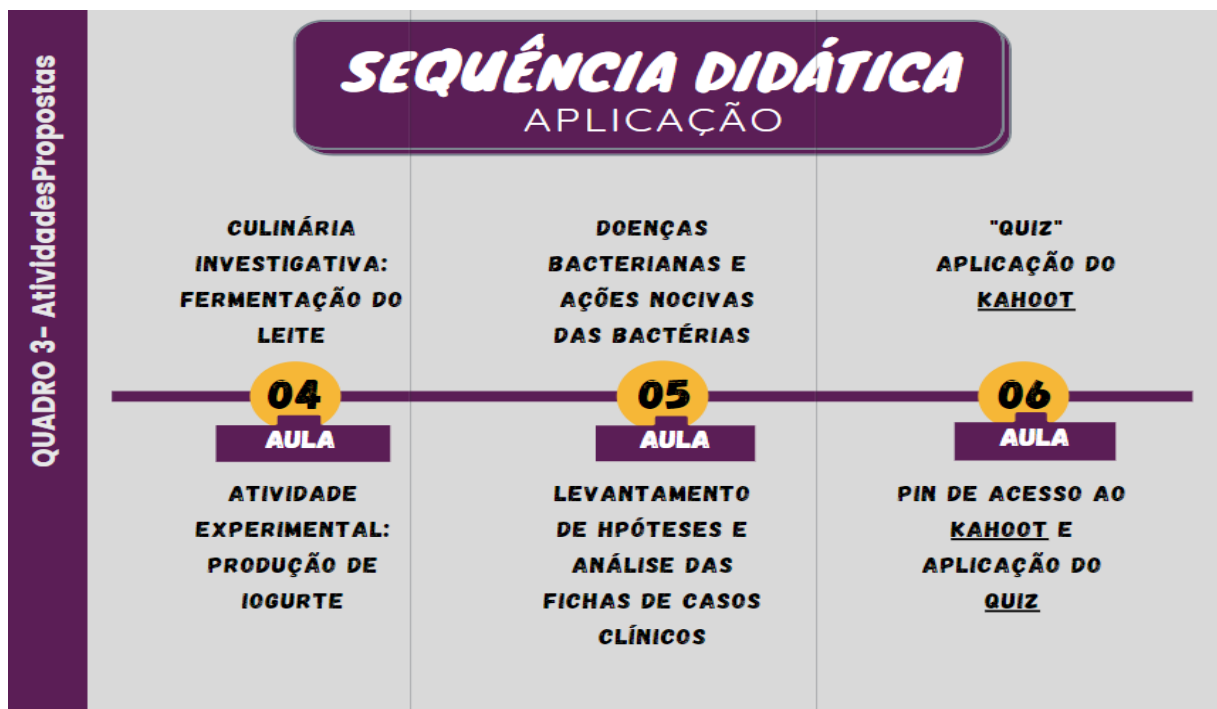 QUADRO 3- AtividadesPropostas
SEQUÊNCIA DIDÁTICA
APLICAÇÃO
CULINÁRIA
INVESTIGATIVA:
FERMENTAÇÃO DO
LEITE
04
AULA
ATIVIDADE
EXPERIMENTAL:
PRODUÇÃO DE
IOGURTE
DOENÇAS
BACTERIANAS E
AÇÕES NOCIVAS
DAS BACTÉRIAS
05
AULA
LEVANTAMENTO
DE HPÓTESES E
ANÁLISE DAS
FICHAS DE CASOS
CLÍNICOS
"QUIZ"
APLICAÇÃO DO
KAHOOT
06
AULA
PIN DE ACESSO AO
KAHOOT E
APLICAÇÃO DO
QUIZ